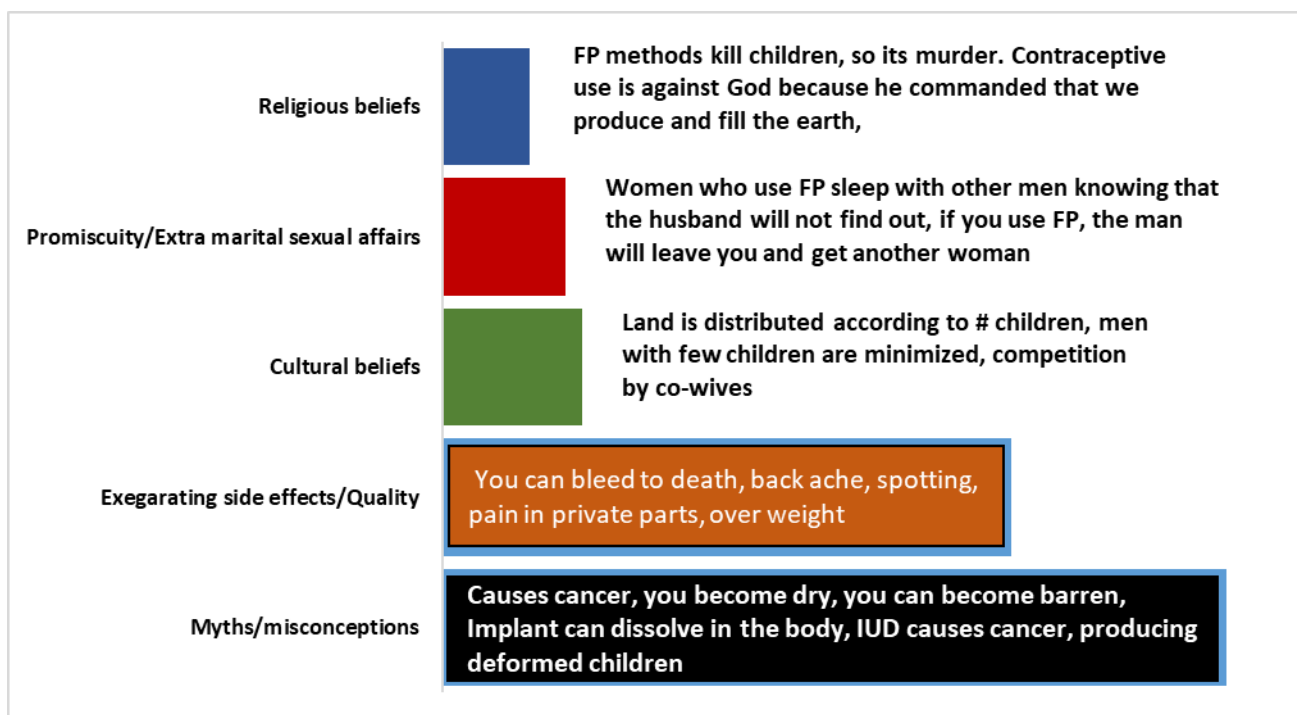 Religious beliefs
FP methods kill children, so its murder. Contraceptive
use is against God because he commanded that we
produce and fill the earth,
Promiscuity/Extra marital sexual affairs
Women who use FP sleep with other men knowing that
the husband will not find out, if you use FP, the man
will leave you and get another woman
Cultural beliefs
Land is distributed according to # children, men
with few children are minimized, competition
by co-wives
Exegarating side effects/Quality
You can bleed to death, back ache, spotting,
pain in private parts, over weight
Myths/misconceptions
Causes cancer, you become dry, you can become barren,
Implant can dissolve in the body, IUD causes cancer, producing
deformed children